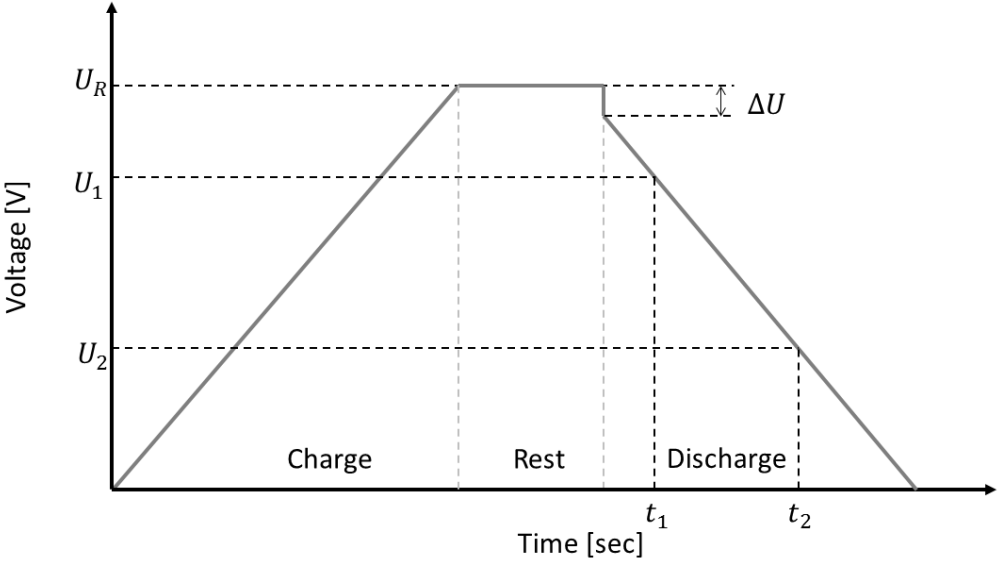 U_R
ΔU
U_1
Voltage [V]
U_2
Charge Rest Discharge
t_1 t_2
Time [sec]